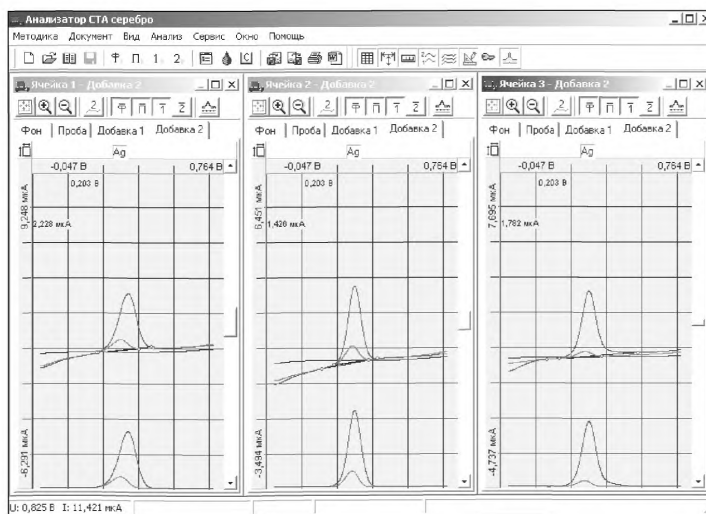 Анализатор СТА серебро
Методика Документ Вид Анализ Сервис Окно Помощь
Ячейка 1 - Добавка 2
Фон Проба Добавка 1 Добавка 2
Ag
-0,047 В 0,764 В
0,203 В
9,248 мкА
2,228 мкА
-6,291 мкА
Ячейка 2 - Добавка 2
Фон Проба Добавка 1 Добавка 2
Ag
-0,047 В 0,764 В
0,203 В
6,451 мкА
1,426 мкА
-3,494 мкА
Ячейка 3 - Добавка 2
Фон Проба Добавка 1 Добавка 2
Ag
-0,047 В 0,764 В
0,203 В
7,695 мкА
1,782 мкА
-4,737 мкА
U: 0,825 В I: 11,421 мкА